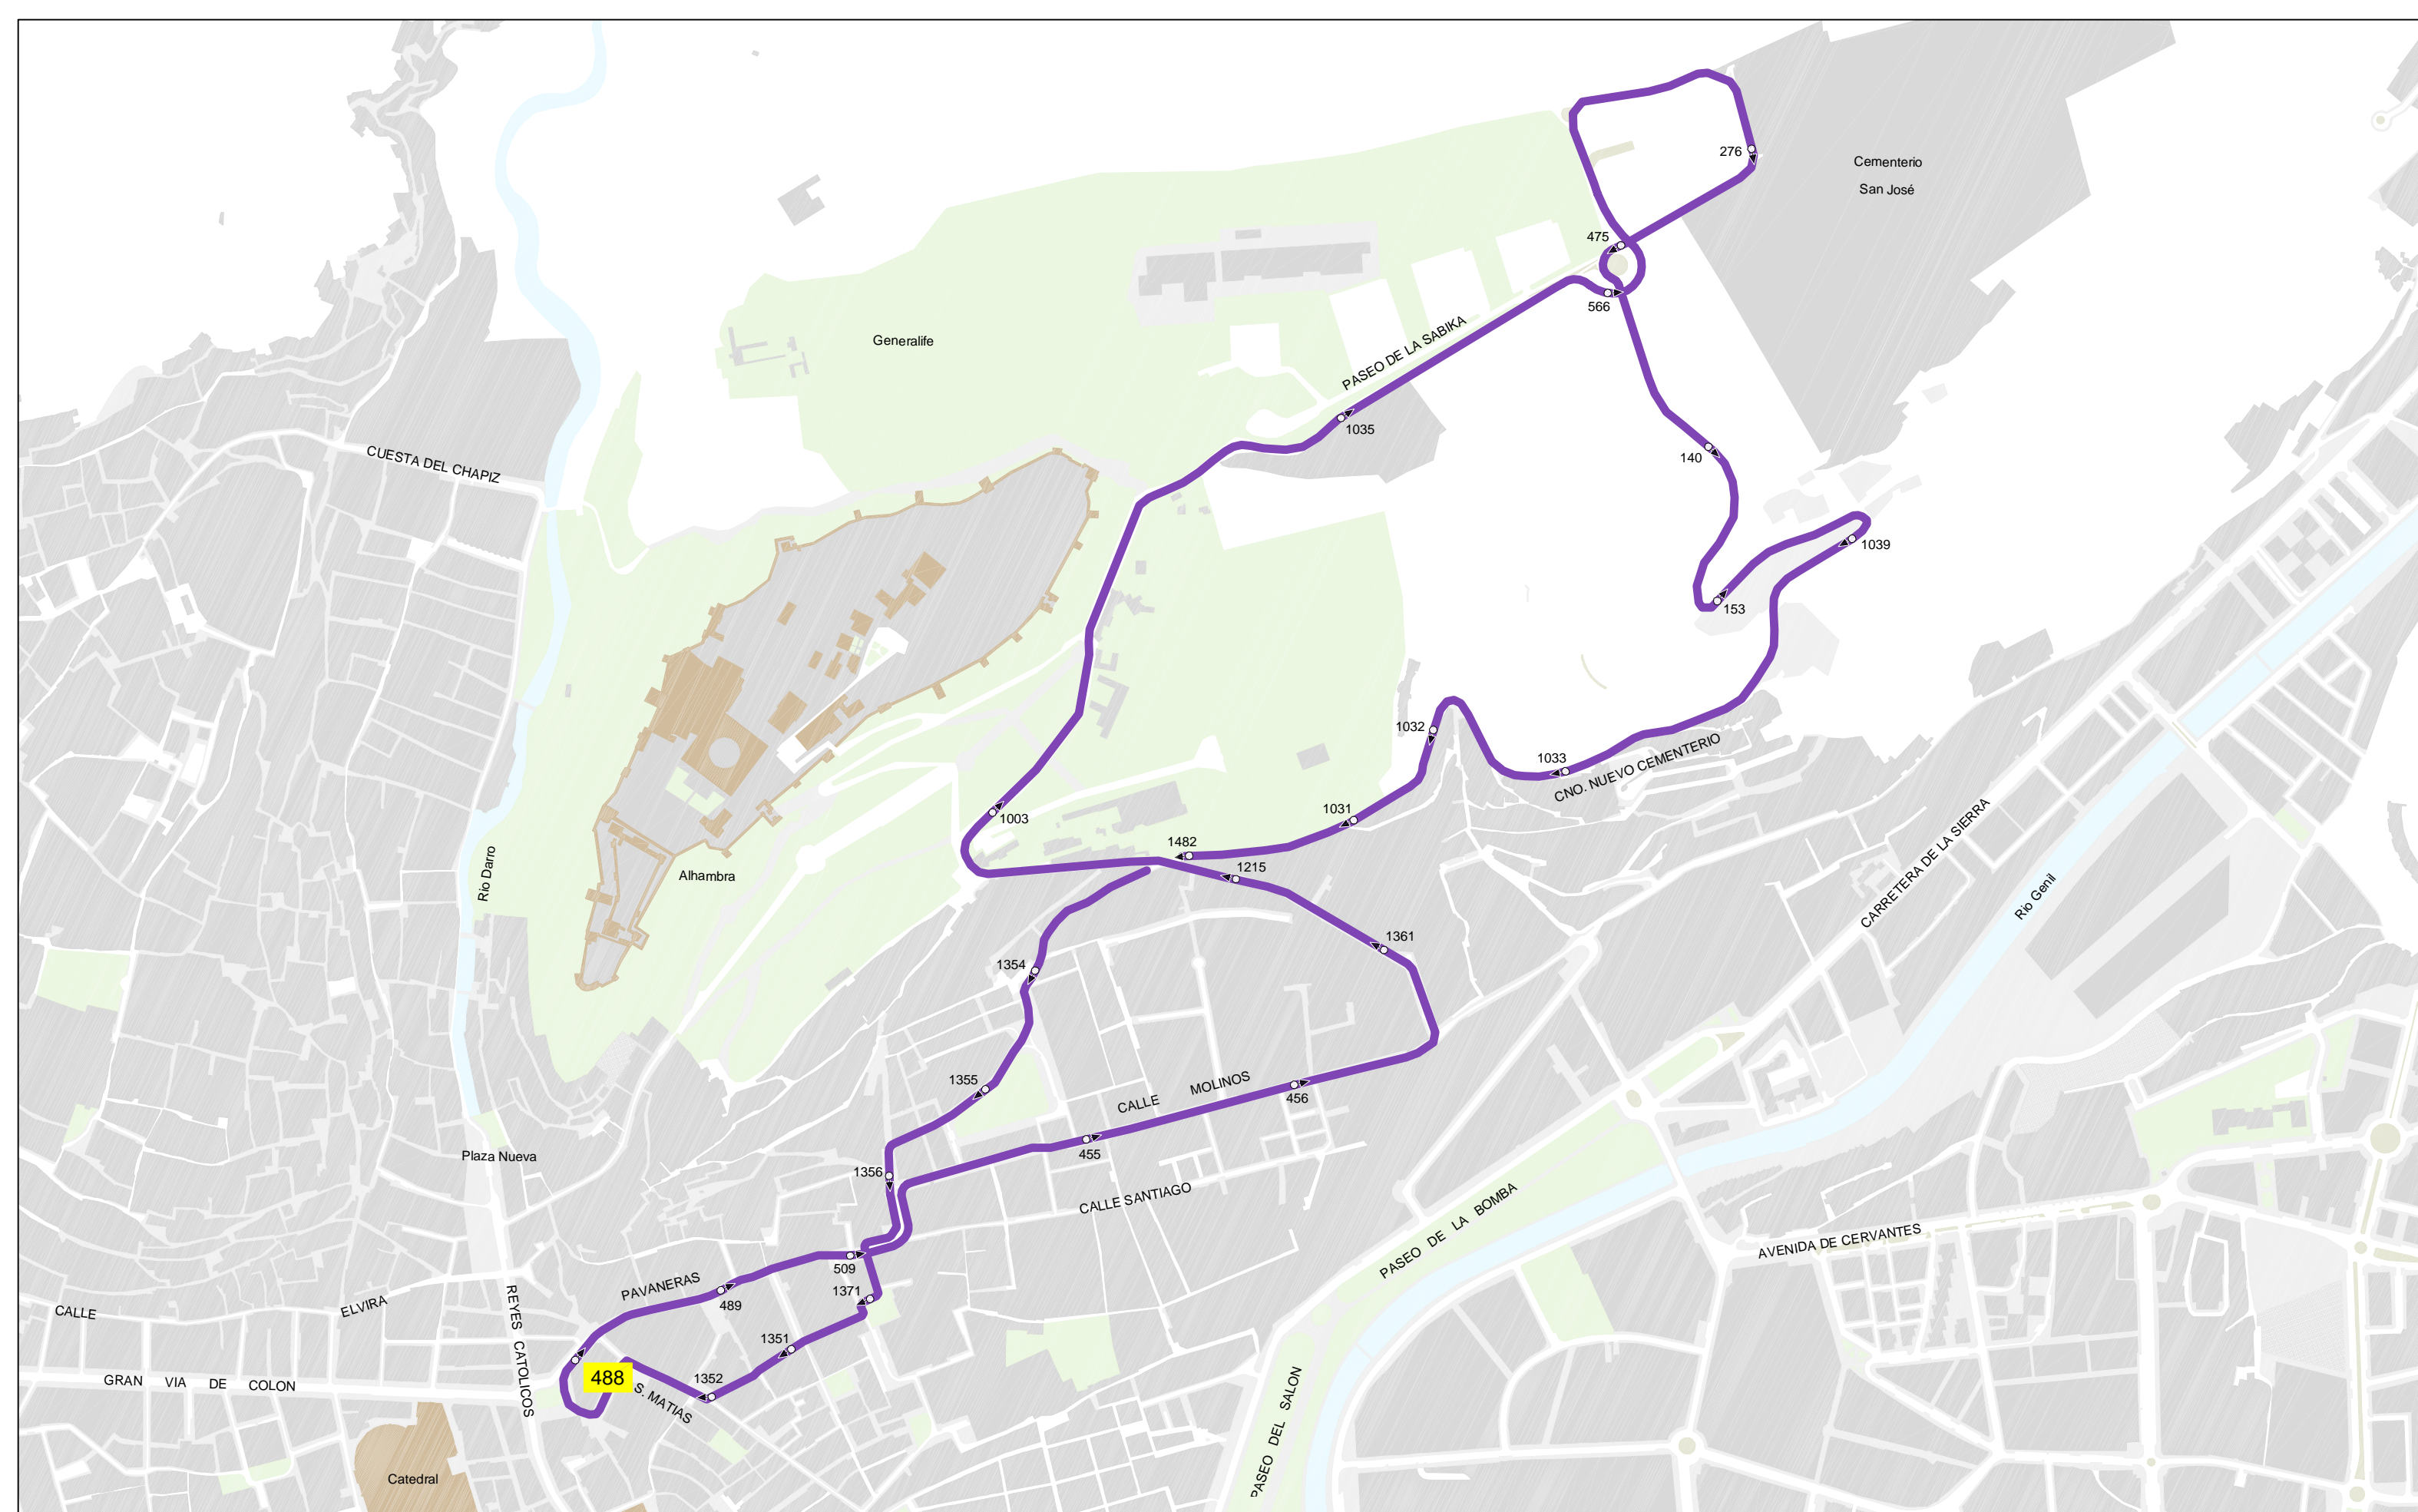 276
Cementerio
San José
475
566
Generalife
PASEO DE LA SABIKA
1035
140
CUESTA DEL CHAPIZ
1039
153
1032
1033
CNO. NUEVO CEMENTERIO
1031
1003
1482
1215
CARRETERA DE LA SIERRA
Rio Darro
Alhambra
Rio Genil
1361
1354
1355
CALLE MOLINOS
456
455
Plaza Nueva
1356
CALLE SANTIAGO
PASEO DE LA BOMBA
AVENIDA DE CERVANTES
509
PAVANERAS
489
1371
CALLE ELVIRA
REYES CATOLICOS
1351
488
1352
GRAN VIA DE COLON
S. MATIAS
PASEO DEL SALON
Catedral